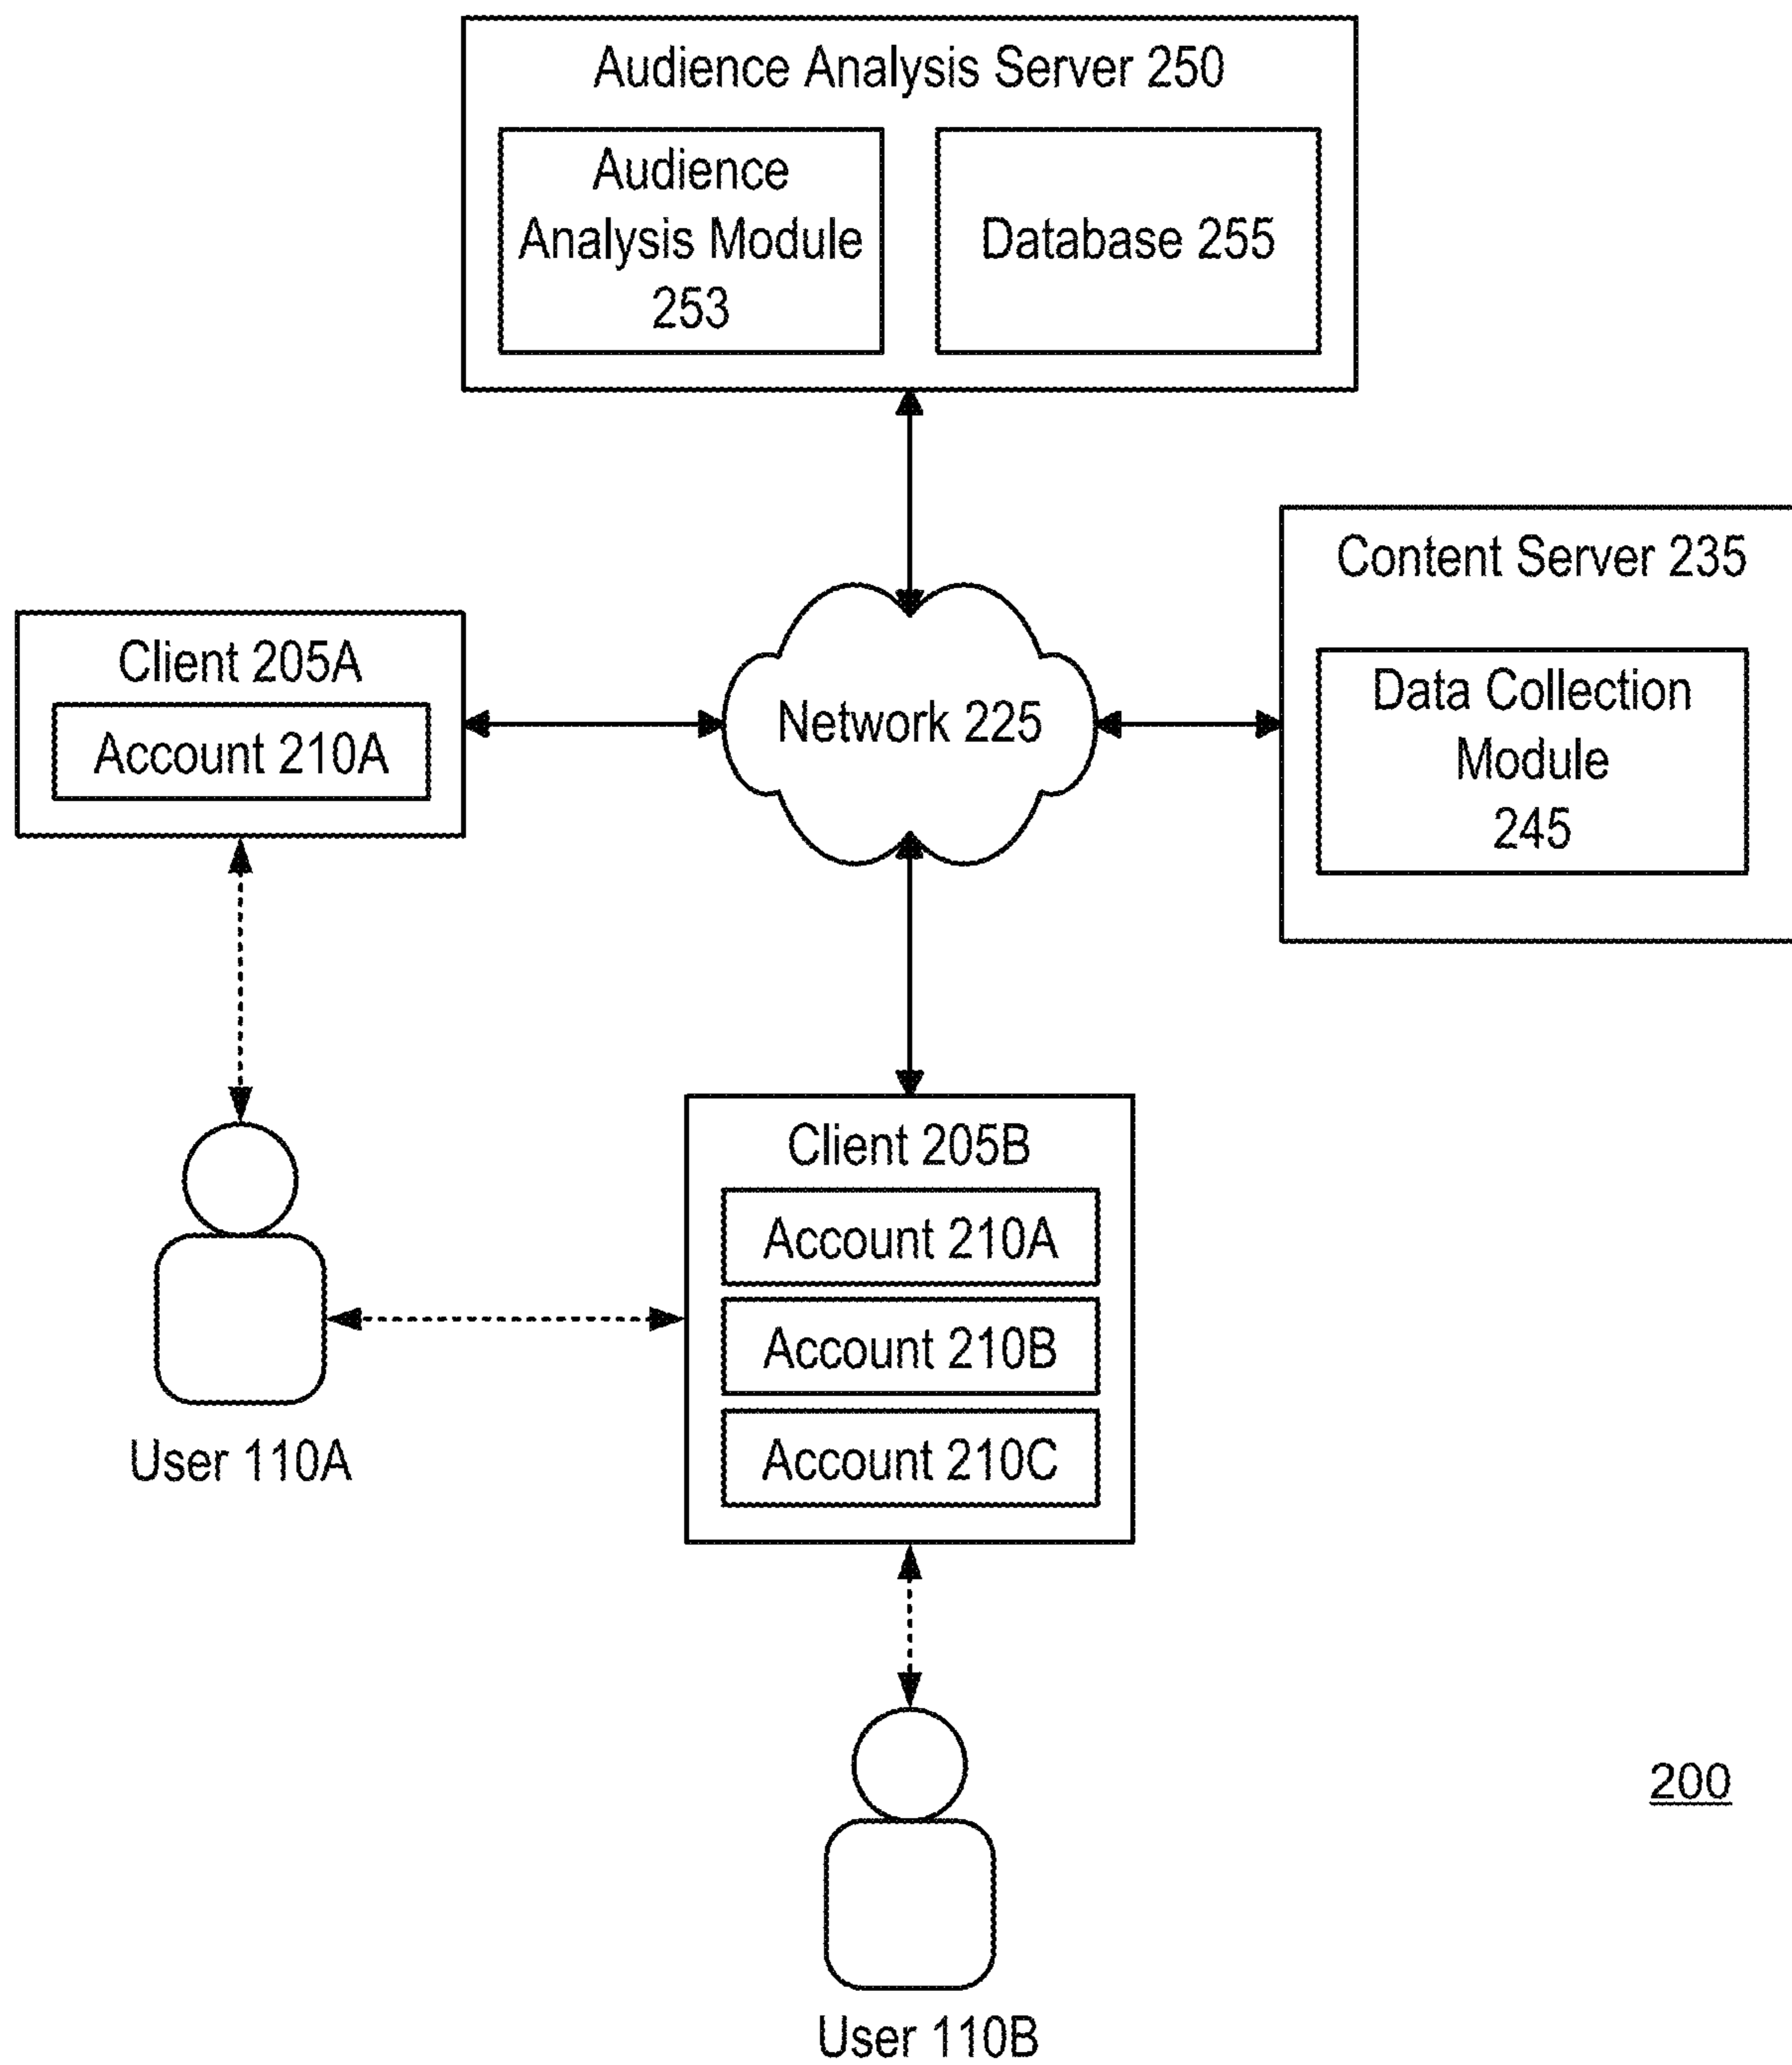 Audience Analysis Server 250
Audience
Analysis Module
253
Database 255
Content Server 235
Data Collection
Module
245
Client 205A
Account 210A
Network 225
Client 205B
Account 210A
Account 210B
Account 210C
User 110A
200
User 110B